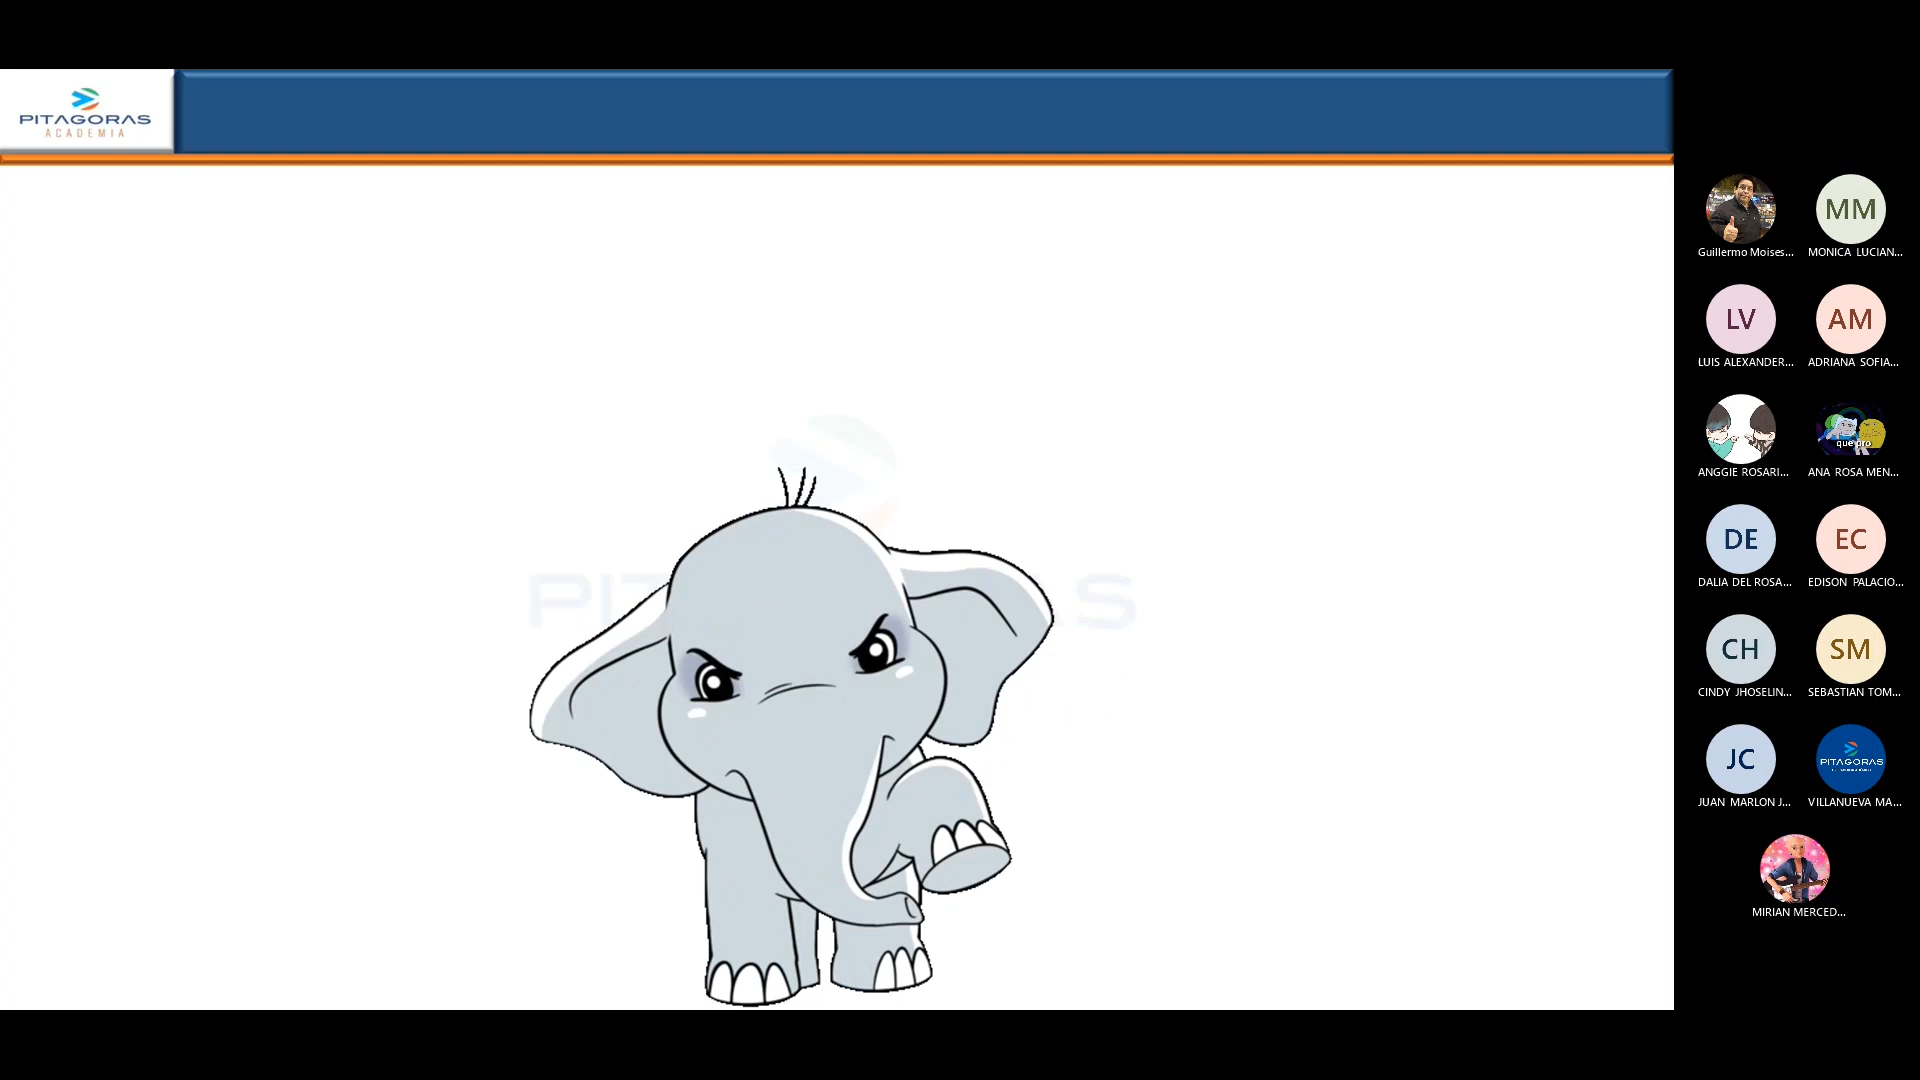 PITAGORAS
ACADEMIA
Guillermo Moises...
MM
MONICA LUCIAN...
LV
LUIS ALEXANDER...
AM
ADRIANA SOFIA...
ANGGIE ROSARI...
que pro
ANA ROSA MEN...
DE
DALIA DEL ROSA...
EC
EDISON PALACIO...
CH
CINDY JHOSELIN...
SM
SEBASTIAN TOM...
JC
JUAN MARLON J...
PITAGORAS
VILLANUEVA MA...
MIRIAN MERCED...